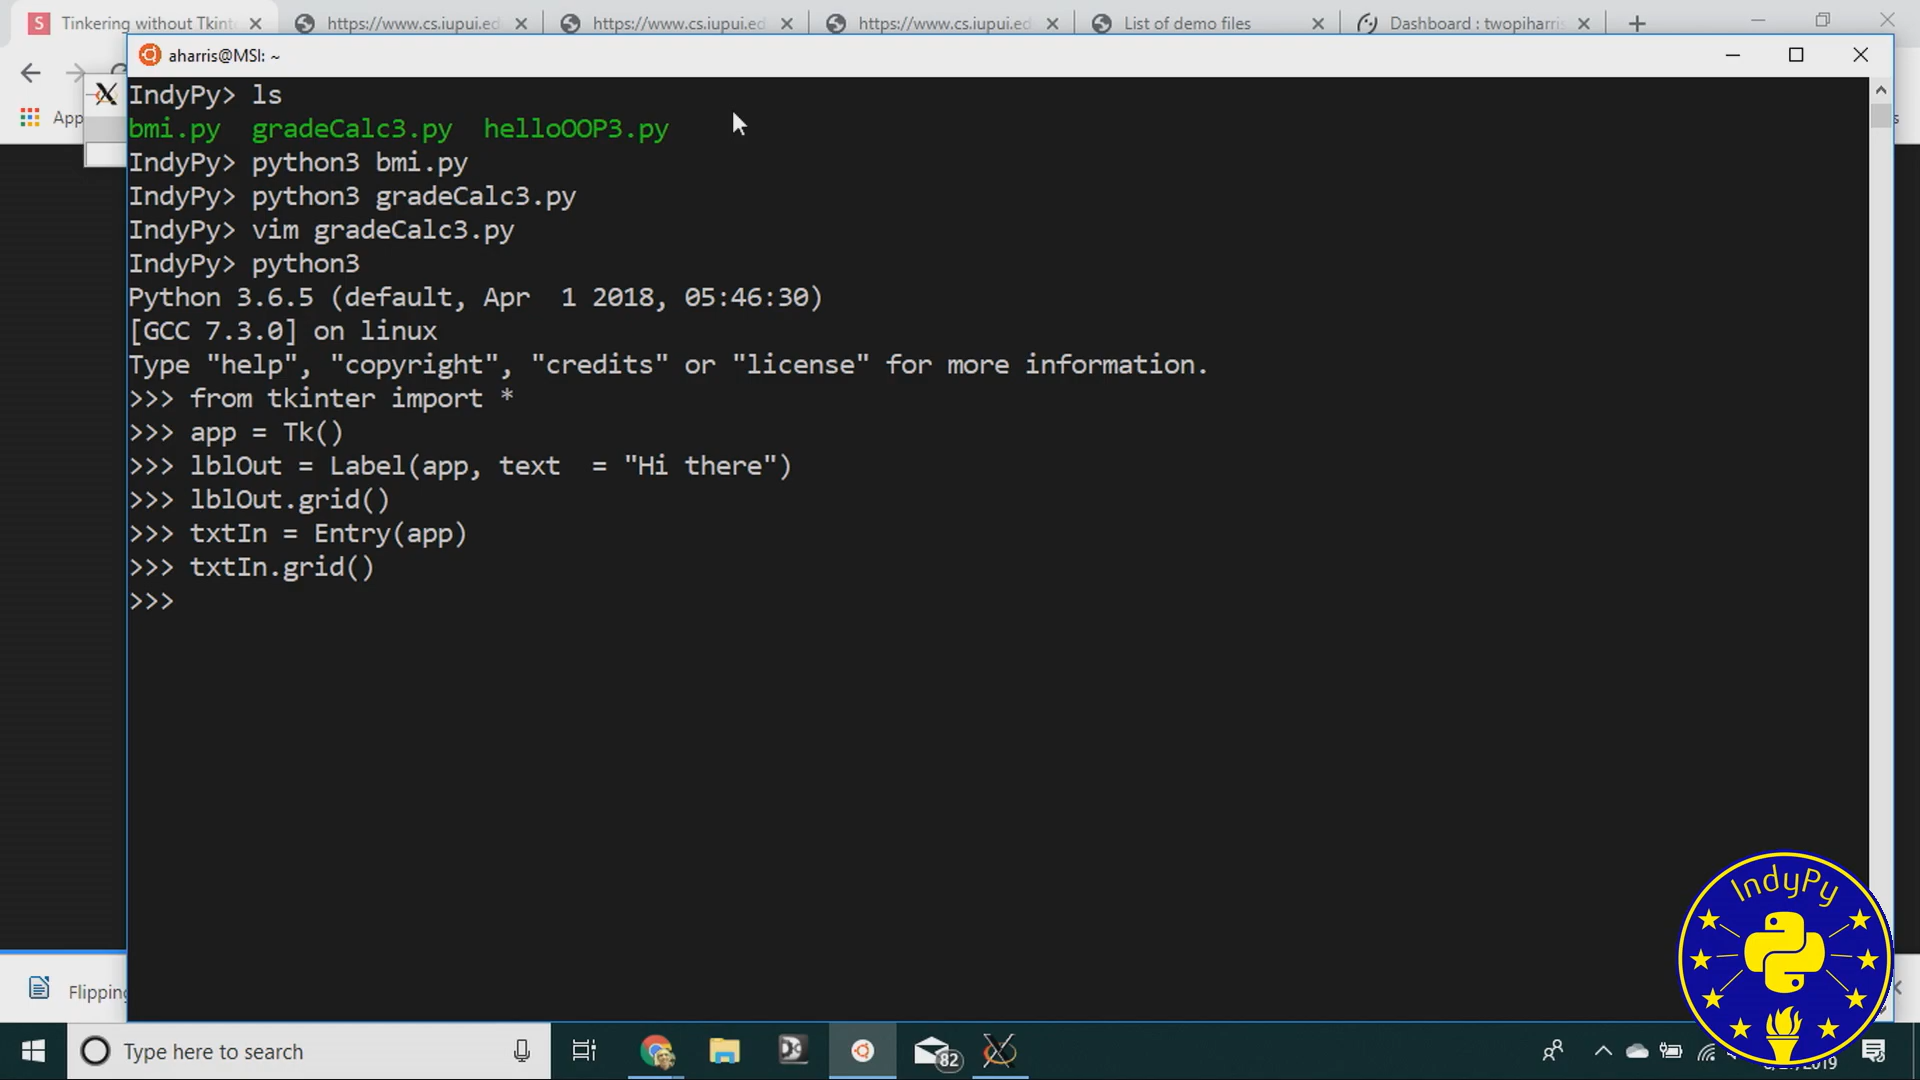 Tinkering without Tkinte
https://www.cs.iupui.ed
https://www.cs.iupui.ed
https://www.cs.iupui.ed
List of demo files
Dashboard : twopiharris
aharris@MSI: ~
App
IndyPy> ls
bmi.py  gradeCalc3.py  helloOOP3.py
IndyPy> python3 bmi.py
IndyPy> python3 gradeCalc3.py
IndyPy> vim gradeCalc3.py
IndyPy> python3
Python 3.6.5 (default, Apr  1 2018, 05:46:30)
[GCC 7.3.0] on linux
Type "help", "copyright", "credits" or "license" for more information.
>>> from tkinter import *
>>> app = Tk()
>>> lblOut = Label(app, text  = "Hi there")
>>> lblOut.grid()
>>> txtIn = Entry(app)
>>> txtIn.grid()
>>>
IndyPy
Flipping
Type here to search
82